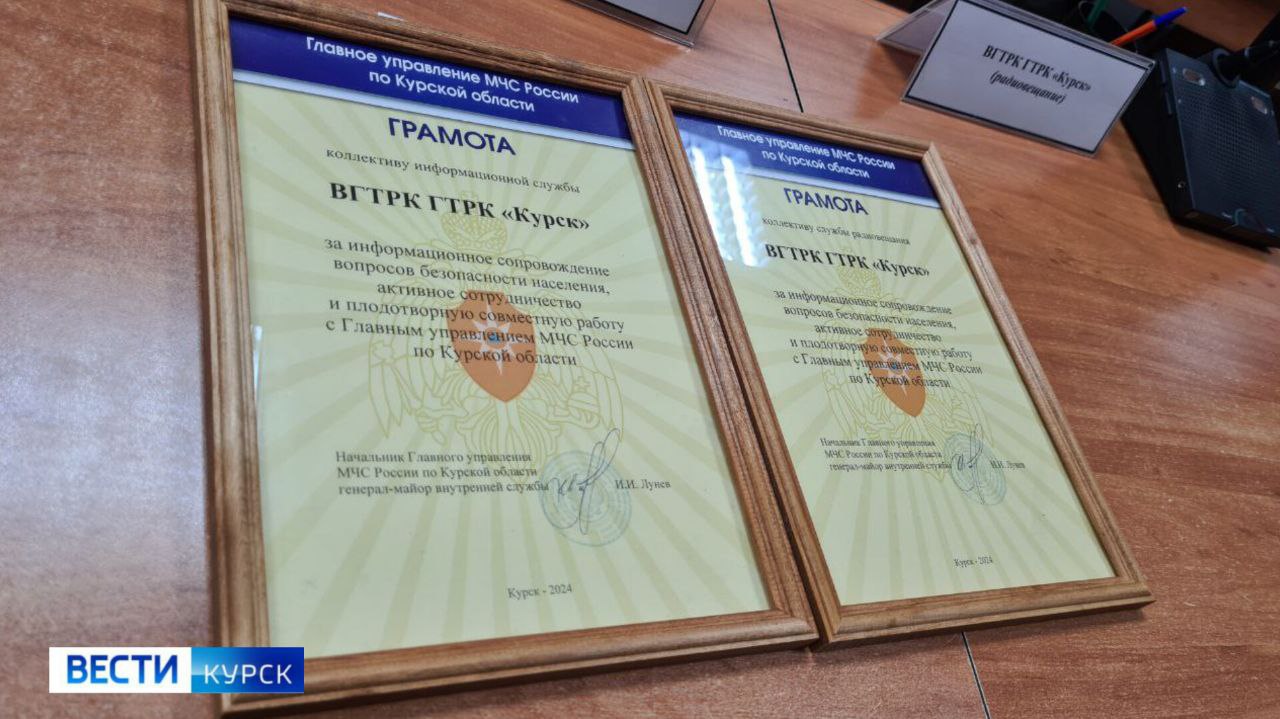 Главное управление МЧС России
по Курской области
ГРАМОТА
коллективу информационной службы
ВГТРК ГТРК «Курск»
за информационное сопровождение
вопросов безопасности населения,
активное сотрудничество
и плодотворную совместную работу
с Главным управлением МЧС России
по Курской области
Начальник Главного управления
МЧС России по Курской области
генерал-майор внутренней службы
И.И. Лунев
Курск - 2024
Главное управление МЧС России
по Курской области
ГРАМОТА
коллективу службы радиовещания
ВГТРК ГТРК «Курск»
за информационное сопровождение
вопросов безопасности населения,
активное сотрудничество
и плодотворную совместную работу
с Главным управлением МЧС России
по Курской области
Начальник Главного управления
МЧС России по Курской области
генерал-майор внутренней службы
И.И. Лунев
Курск - 2024
ВГТРК ГТРК «Курск»
(радиовещание)
ВЕСТИ КУРСК